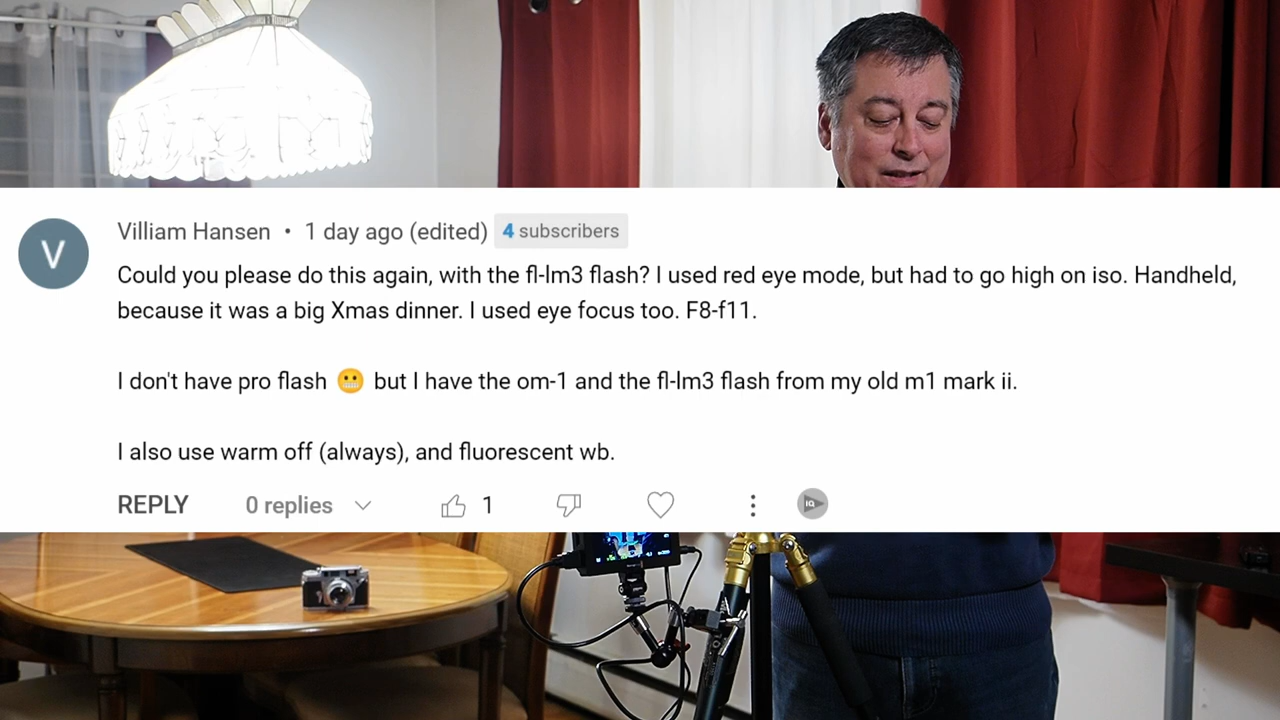 V
Villiam Hansen • 1 day ago (edited) 4 subscribers
Could you please do this again, with the fl-lm3 flash? I used red eye mode, but had to go high on iso. Handheld,
because it was a big Xmas dinner. I used eye focus too. F8-f11.
I don't have pro flash 😬 but I have the om-1 and the fl-lm3 flash from my old m1 mark ii.
I also use warm off (always), and fluorescent wb.
REPLY 0 replies 1 IQ